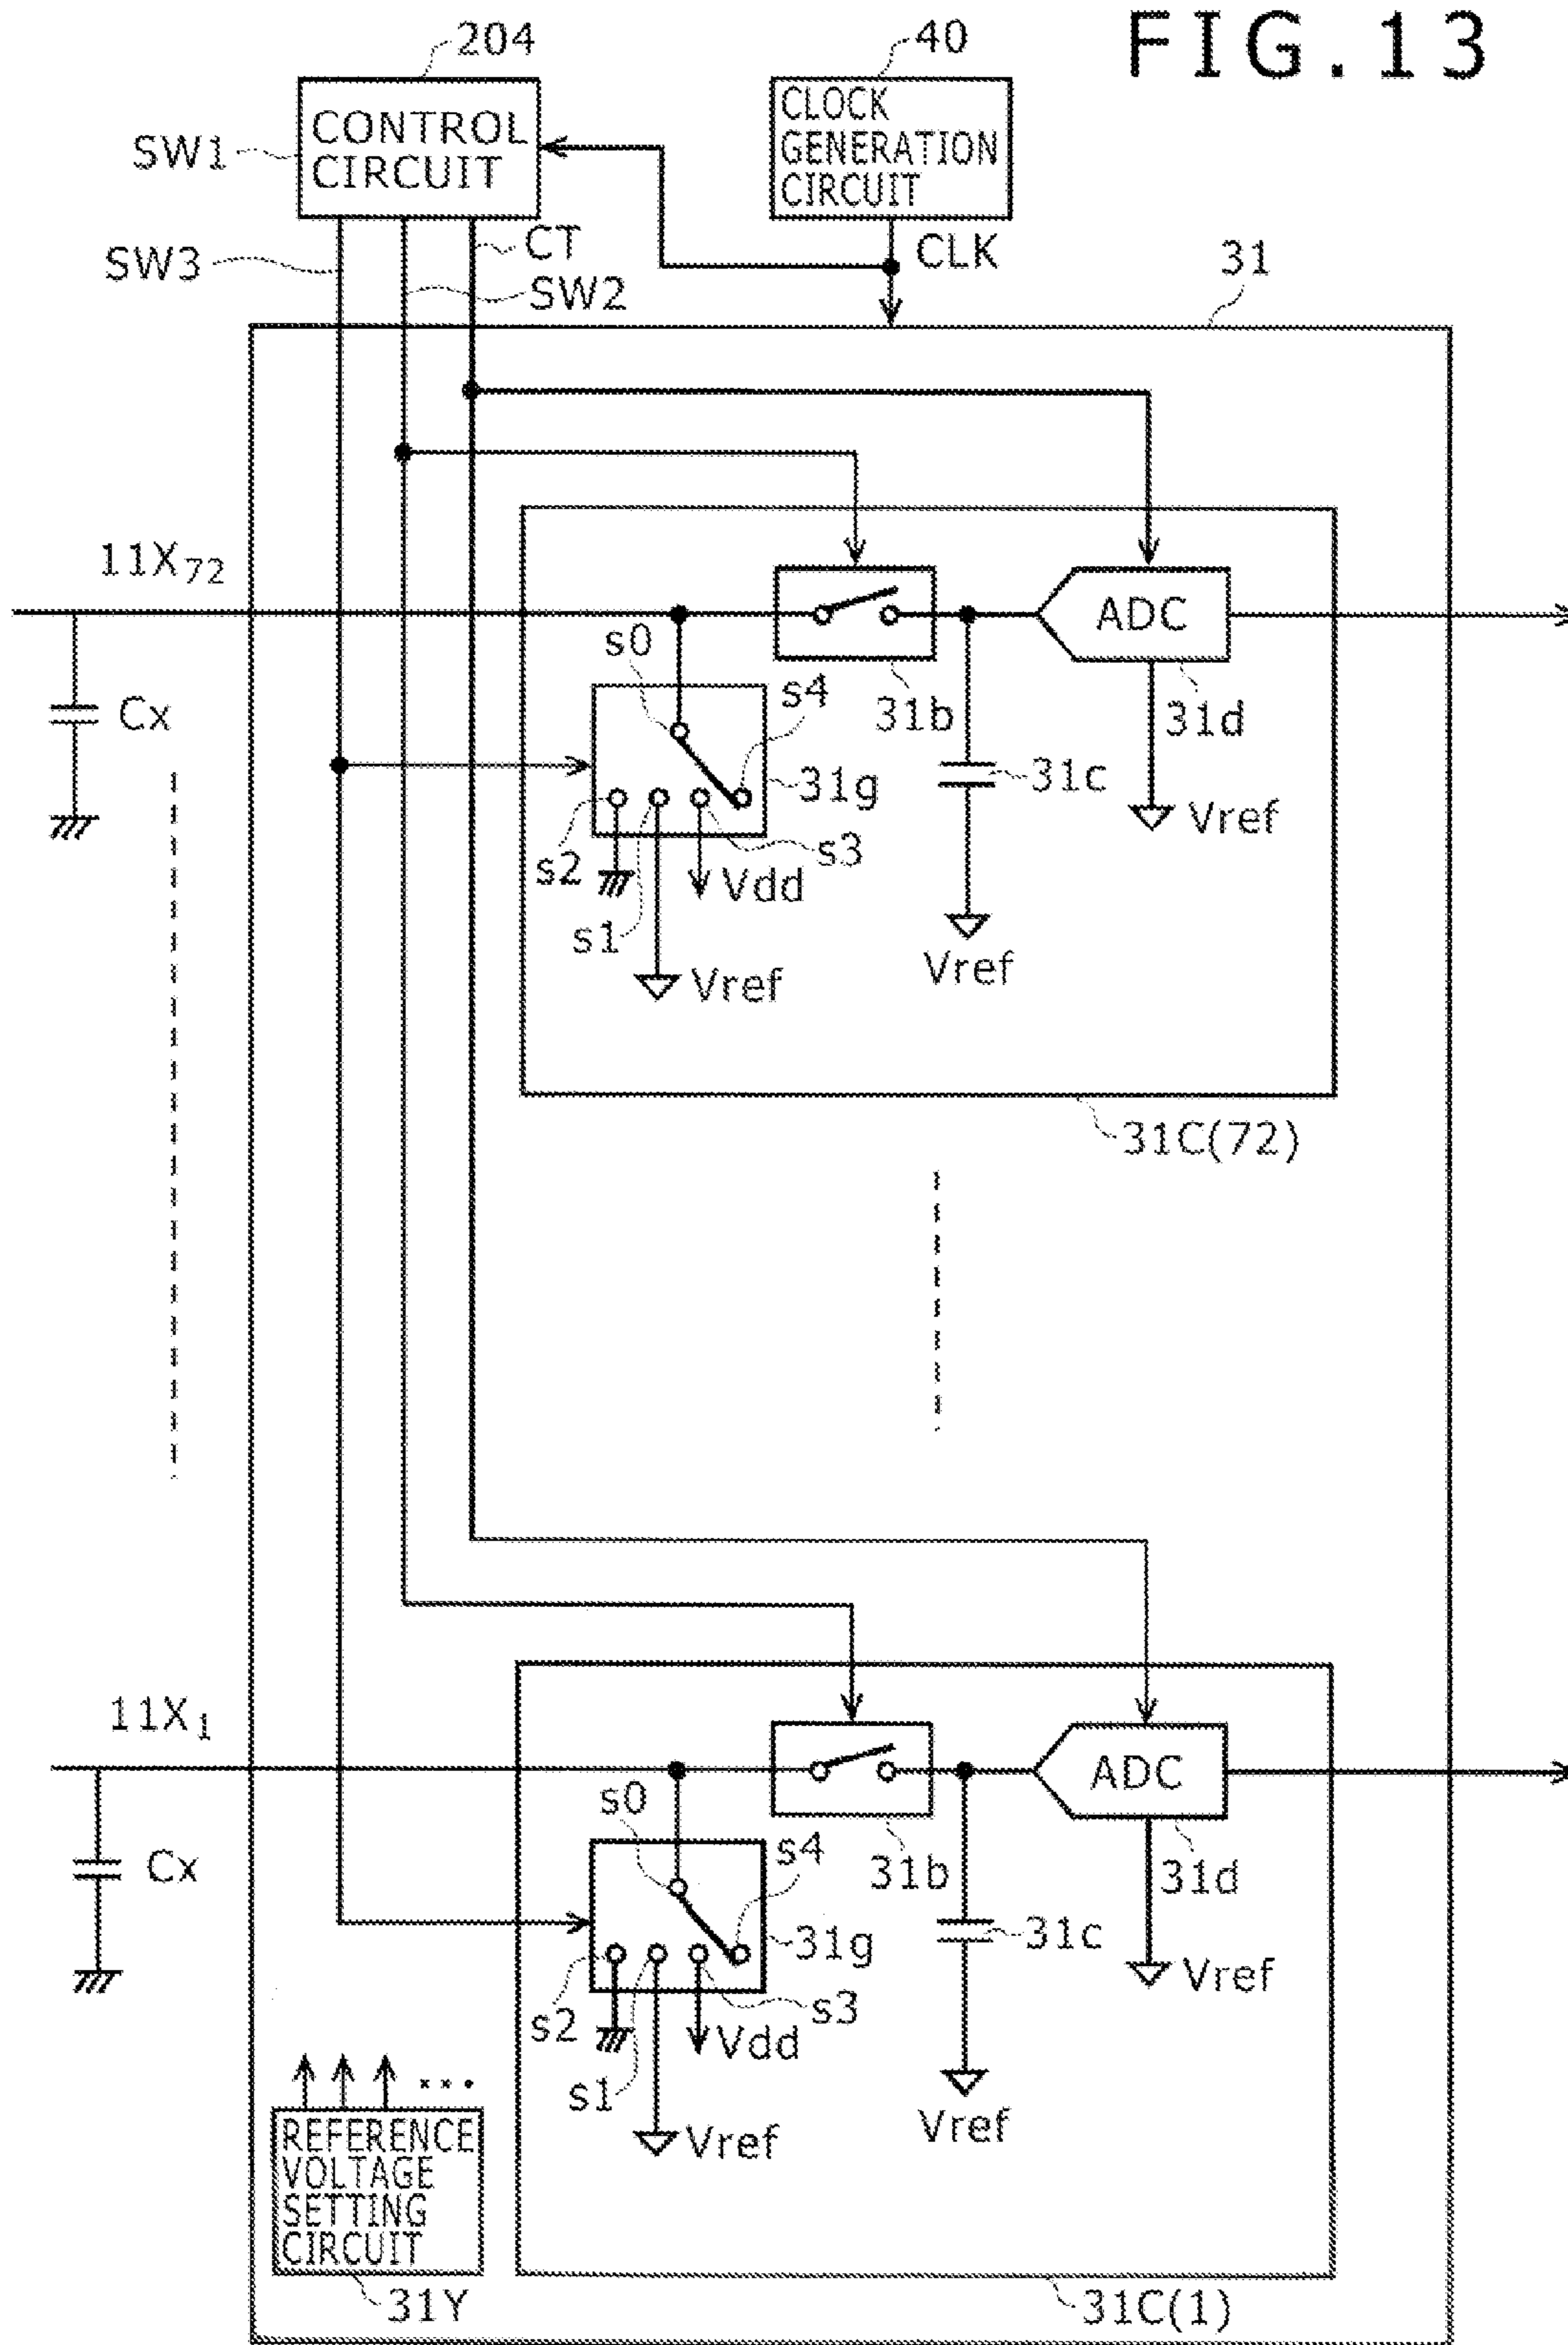 FIG.13
204
40
SW1
CONTROL
CIRCUIT
CLOCK
GENERATION
CIRCUIT
SW3
CT
SW2
CLK
31
11X72
s0
ADC
Cx
s4
31b
31d
31g
31c
Vref
s2
s3
Vdd
s1
Vref
Vref
31C(72)
11X1
s0
ADC
Cx
s4
31b
31d
31g
31c
Vref
s2
s3
Vdd
s1
Vref
Vref
REFERENCE
VOLTAGE
SETTING
CIRCUIT
31Y
31C(1)